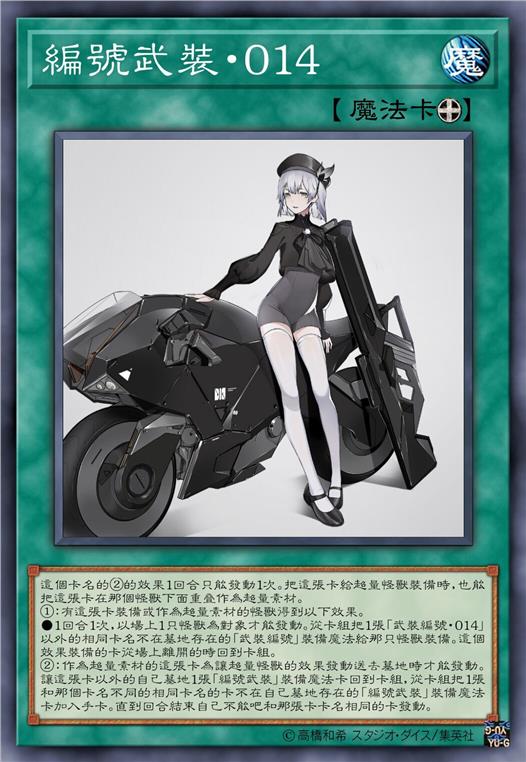 編號武裝・014
魔
【魔法卡】
這個卡名的②的效果1回合只能發動1次。把這張卡給超量怪獸裝備時,也能
把這張卡在那個怪獸下面重疊作為超量素材。
①:有這張卡裝備或作為超量素材的怪獸得到以下效果。
●1回合1次,以場上1只怪獸為對象才能發動。從卡組把「武裝編號・014」
以外的相同卡名不在墓地存在的「武裝編號」裝備魔法給那只怪獸裝備。這個
效果裝備的卡從場上離開的時回到卡組。
②:作為超量素材的這張卡為讓超量怪獸的效果發動送去墓地時才能發動。
讓這張卡以外的自己墓地1張「編號武裝」裝備魔法卡回到卡組,從卡組把1張
和那個卡名不同的相同卡名的卡不在自己墓地存在的「編號武裝」裝備魔法
卡加入手卡。直到回合結束自己不能吧和那張卡卡名相同的卡發動。
©高橋和希 スタジオ・ダイス/集英社
YU-G